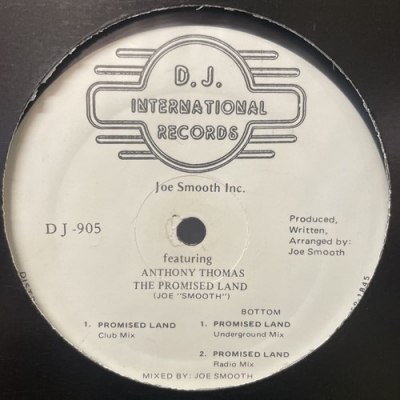 D. J.
INTERNATIONAL
RECORDS
Joe Smooth Inc.
DJ-905
Produced,
Written,
Arranged by:
Joe Smooth
featuring
ANTHONY THOMAS
THE PROMISED LAND
(JOE "SMOOTH")
BOTTOM
1. PROMISED LAND
Club Mix
1. PROMISED LAND
Underground Mix
2. PROMISED LAND
Radio Mix
MIXED BY: JOE SMOOTH